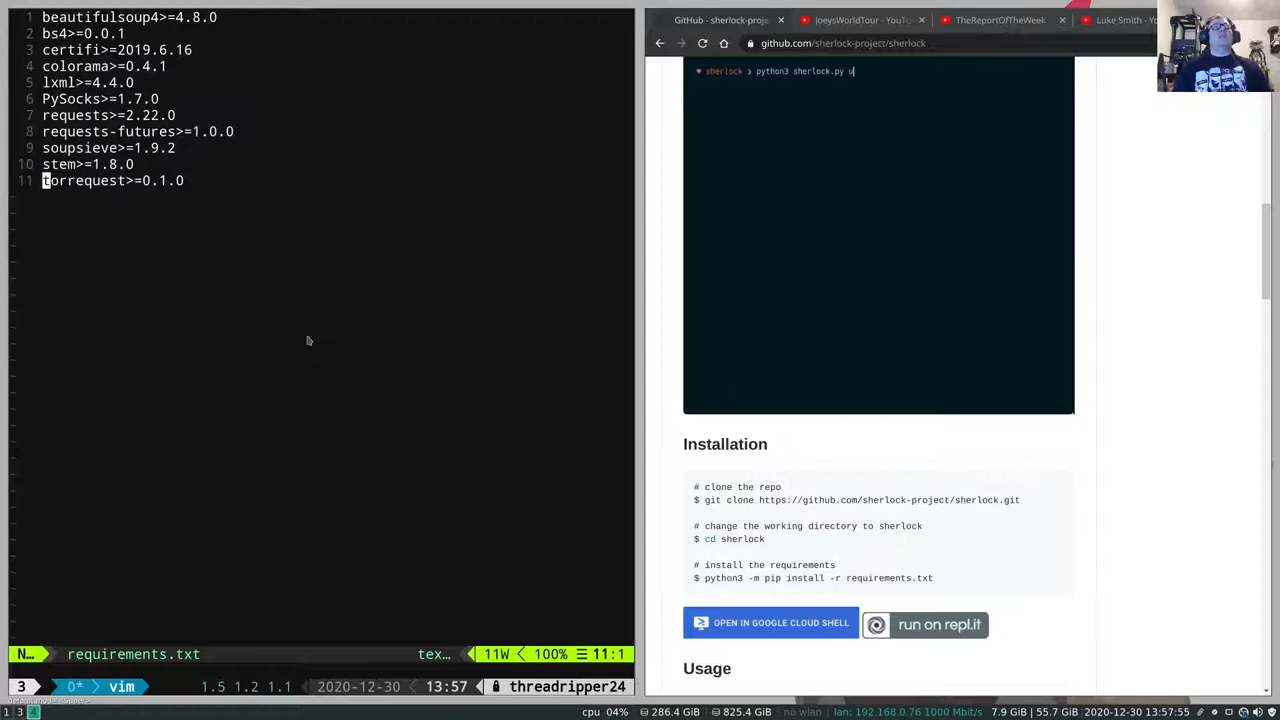 1 beautifulsoup4>=4.8.0
2 bs4>=0.0.1
3 certifi>=2019.6.16
4 colorama>=0.4.1
5 lxml>=4.4.0
6 PySocks>=1.7.0
7 requests>=2.22.0
8 requests-futures>=1.0.0
9 soupsieve>=1.9.2
10 stem>=1.8.0
11 torrequest>=0.1.0
N... requirements.txt tex... 11W 100% 11:1
3 0* vim 1.5 1.2 1.1 2020-12-30 13:57 threadripper24
GitHub - sherlock-proje JoeysWorldTour - YouTu TheReportOfTheWeek Luke Smith - Yo
github.com/sherlock-project/sherlock
sherlock ❯ python3 sherlock.py u
Installation
# clone the repo
$ git clone https://github.com/sherlock-project/sherlock.git
# change the working directory to sherlock
$ cd sherlock
# install the requirements
$ python3 -m pip install -r requirements.txt
OPEN IN GOOGLE CLOUD SHELL
run on repl.it
Usage
1 3 4 cpu 04% 286.4 GiB 825.4 GiB no wlan lan: 192.168.0.76 1000 Mbit/s 7.9 GiB | 55.7 GiB 2020-12-30 13:57:55